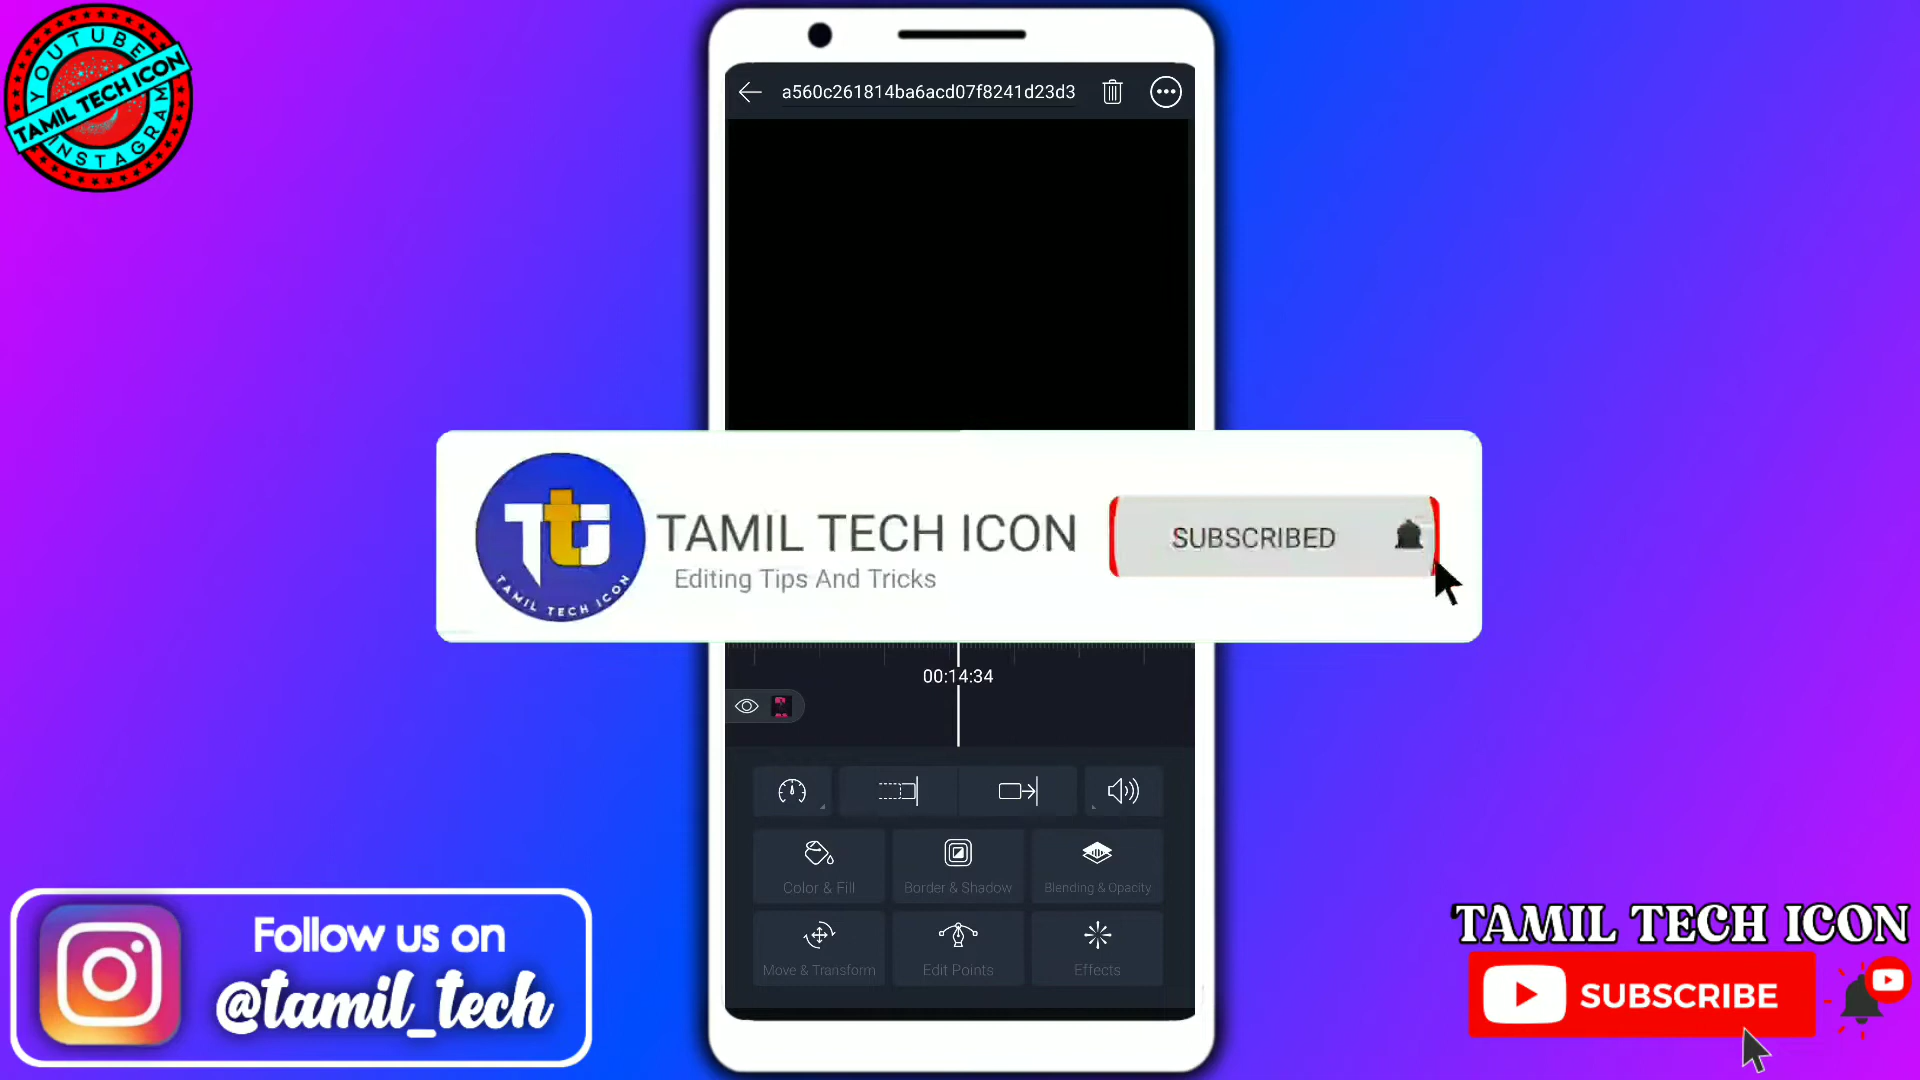 YOUTUBE
TAMIL TECH ICON
INSTAGRAM
a560c261814ba6acd07f8241d23d3
TAMIL TECH ICON
TAMIL TECH ICON
Editing Tips And Tricks
SUBSCRIBED
00:14:34
Color & Fill
Border & Shadow
Blending & Opacity
Move & Transform
Edit Points
Effects
Follow us on
@tamil_tech
TAMIL TECH ICON
SUBSCRIBE